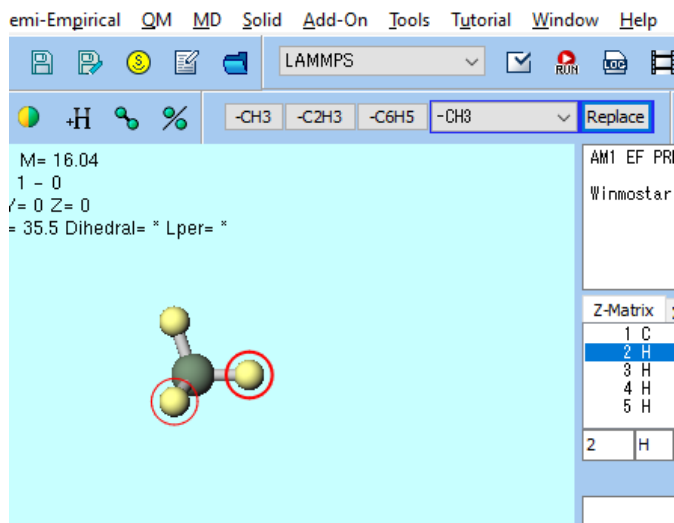 emi-Empirical QM MD Solid Add-On Tools Tutorial Window Help
LAMMPS
RUN
LOG
+H
-CH3 -C2H3 -C6H5 -CH3 Replace
M= 16.04
1 - 0
Y= 0 Z= 0
= 35.5 Dihedral= * Lper= *
AM1 EF PR
Winmostar
Z-Matrix
1 C
2 H
3 H
4 H
5 H
2 H